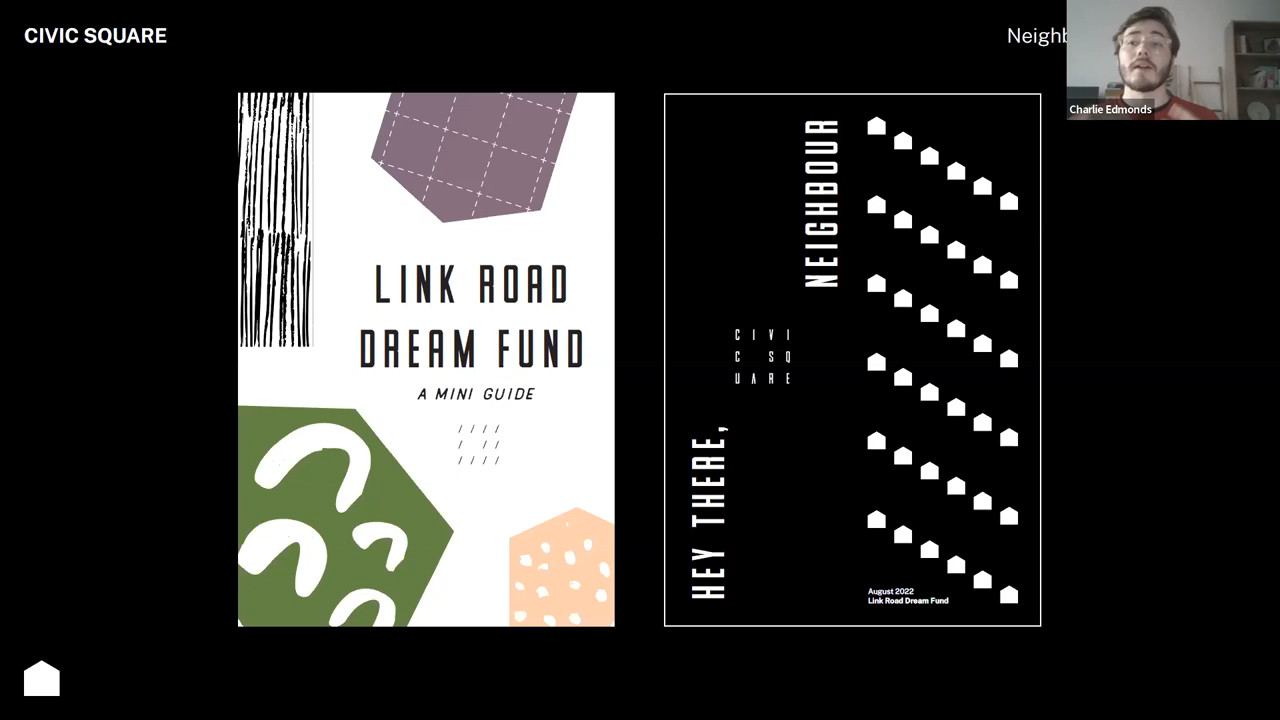 CIVIC SQUARE
Neighb
Charlie Edmonds
LINK ROAD
DREAM FUND
A MINI GUIDE
HEY THERE,
NEIGHBOUR
CIVI
C SQ
UARE
August 2022
Link Road Dream Fund